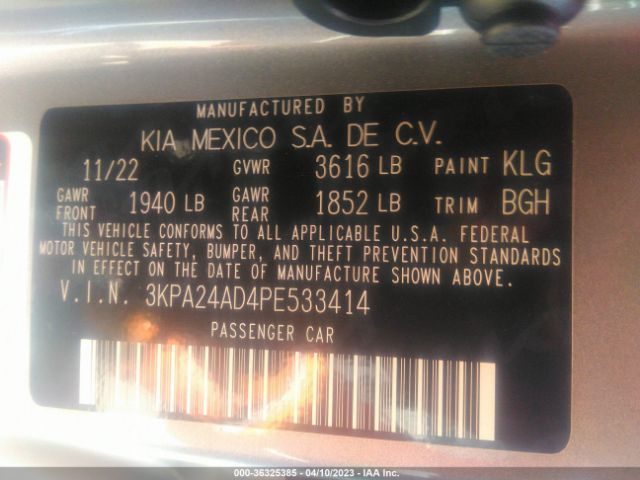 MANUFACTURED BY
KIA MEXICO S.A. DE C.V.
11/22 GVWR 3616 LB PAINT KLG
GAWR FRONT 1940 LB GAWR REAR 1852 LB TRIM BGH
THIS VEHICLE CONFORMS TO ALL APPLICABLE U.S.A. FEDERAL
MOTOR VEHICLE SAFETY, BUMPER, AND THEFT PREVENTION STANDARDS
IN EFFECT ON THE DATE OF MANUFACTURE SHOWN ABOVE.
V.I.N. 3KPA24AD4PE533414
PASSENGER CAR
000-36325385 - 04/10/2023 - IAA Inc.